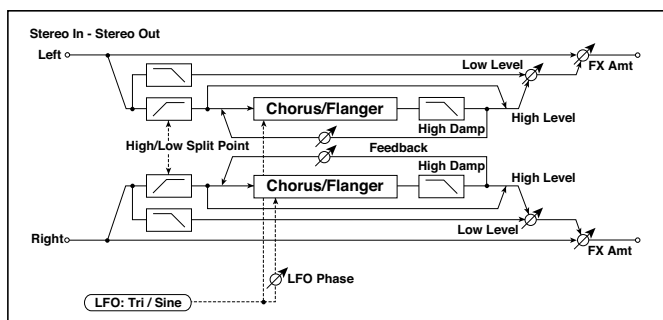 Stereo In - Stereo Out
Left
Low Level
FX Amt
Chorus/Flanger
High Damp
High Level
High/Low Split Point
Feedback
High Damp
Chorus/Flanger
High Level
Low Level
Right
FX Amt
LFO Phase
LFO: Tri / Sine